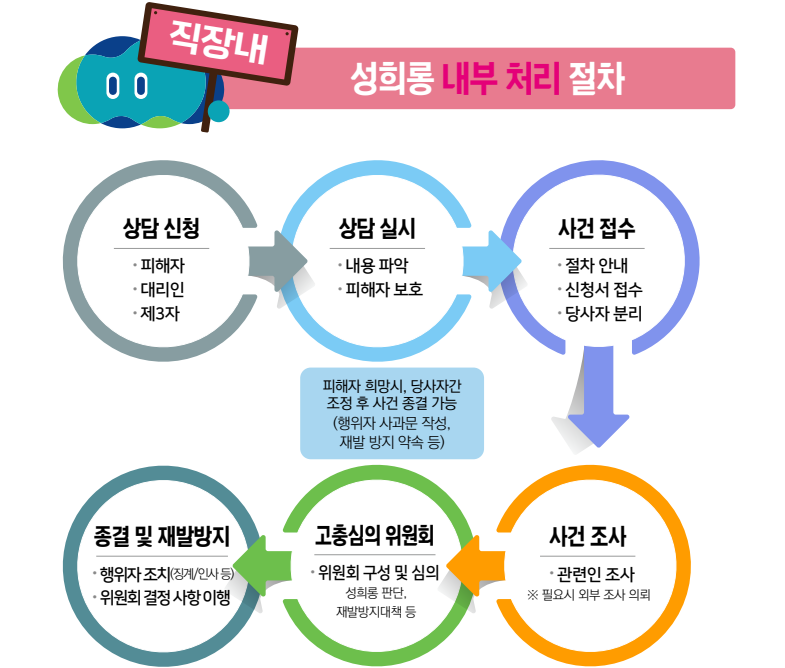 직장내
성희롱 내부 처리 절차
상담 신청
· 피해자
· 대리인
· 제3자
상담 실시
· 내용 파악
· 피해자 보호
사건 접수
· 절차 안내
· 신청서 접수
· 당사자 분리
피해자 희망시, 당사자간
조정 후 사건 종결 가능
(행위자 사과문 작성,
재발 방지 약속 등)
사건 조사
· 관련인 조사
※ 필요시 외부 조사 의뢰
고충심의 위원회
· 위원회 구성 및 심의
성희롱 판단,
재발방지대책 등
종결 및 재발방지
· 행위자 조치(징계/인사 등)
· 위원회 결정 사항 이행